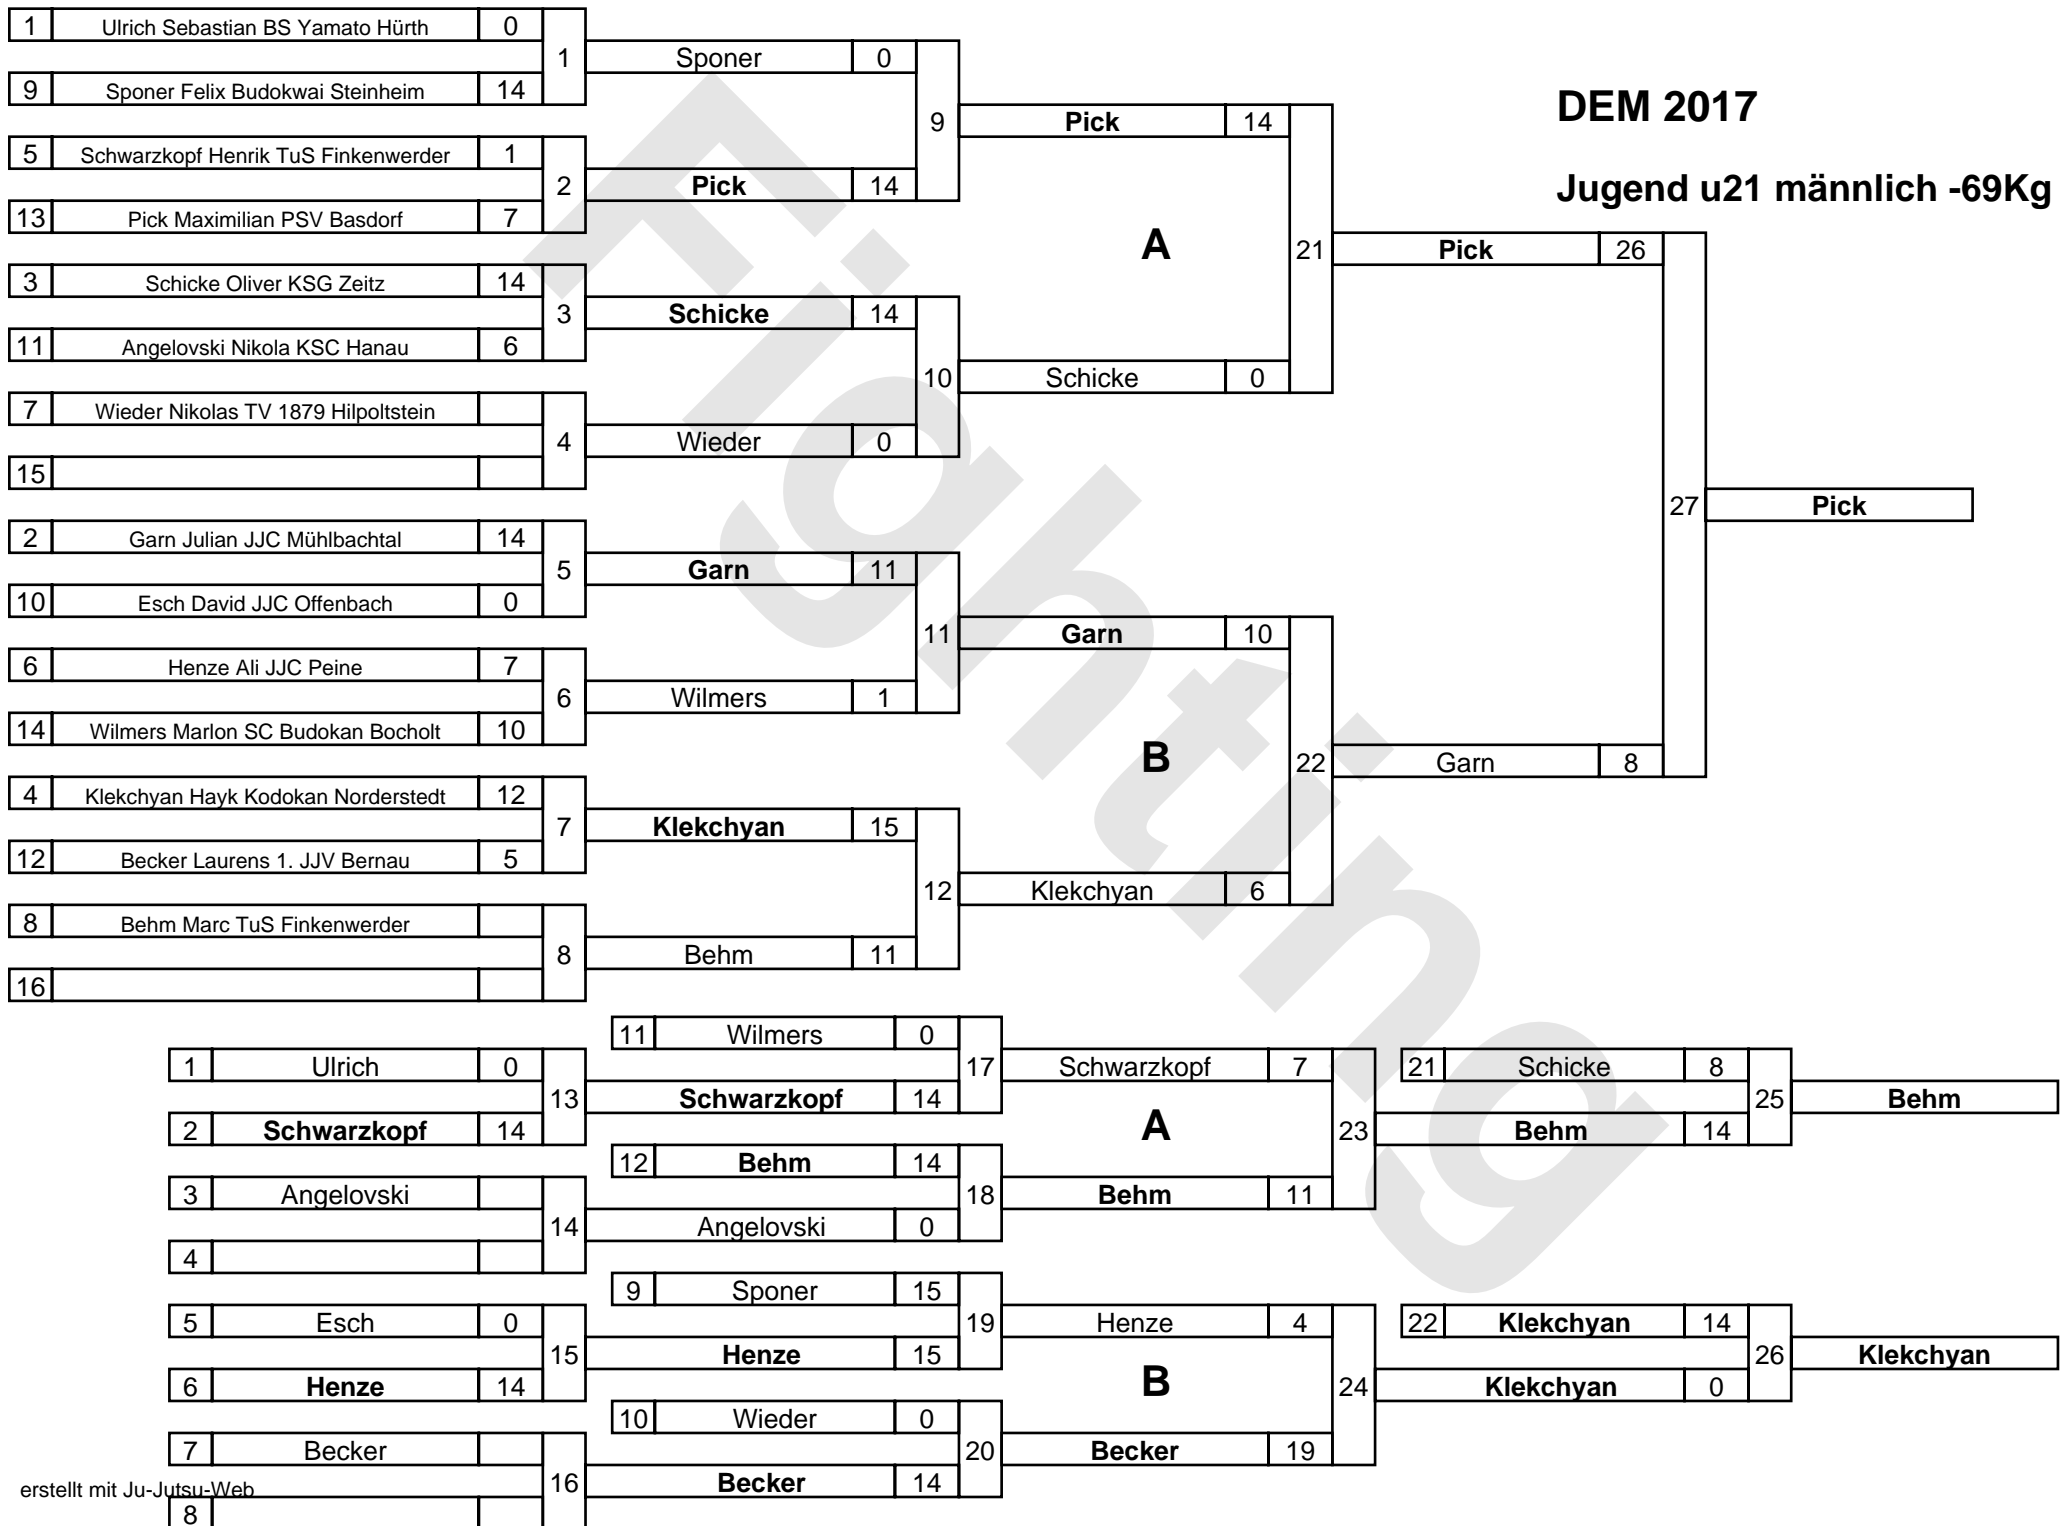 DEM 2017
Jugend u21 männlich -69Kg
1 Ulrich Sebastian BS Yamato Hürth 0
1
9 Sponer Felix Budokwai Steinheim 14
5 Schwarzkopf Henrik TuS Finkenwerder 1
2
13 Pick Maximilian PSV Basdorf 7
3 Schicke Oliver KSG Zeitz 14
3
11 Angelovski Nikola KSC Hanau 6
7 Wieder Nikolas TV 1879 Hilpoltstein
4
15
2 Garn Julian JJC Mühlbachtal 14
5
10 Esch David JJC Offenbach 0
6 Henze Ali JJC Peine 7
6
14 Wilmers Marlon SC Budokan Bocholt 10
4 Klekchyan Hayk Kodokan Norderstedt 12
7
12 Becker Laurens 1. JJV Bernau 5
8 Behm Marc TuS Finkenwerder
8
16
Sponer 0
9
Pick 14
Schicke 14
10
Wieder 0
Garn 11
11
Wilmers 1
Klekchyan 15
12
Behm 11
Pick 14
A
21
Schicke 0
Garn 10
B
22
Klekchyan 6
Pick 26
27
Garn 8
Pick
1 Ulrich 0
13
2 Schwarzkopf 14
3 Angelovski
14
4
5 Esch 0
15
6 Henze 14
7 Becker
16
8
11 Wilmers 0
17
Schwarzkopf 14
12 Behm 14
18
Angelovski 0
9 Sponer 15
19
Henze 15
10 Wieder 0
20
Becker 14
Schwarzkopf 7
A
23
Behm 11
Henze 4
B
24
Becker 19
21 Schicke 8
25
Behm 14
Behm
22 Klekchyan 14
26
Klekchyan 0
Klekchyan
erstellt mit Ju-Jutsu-Web
Fighting